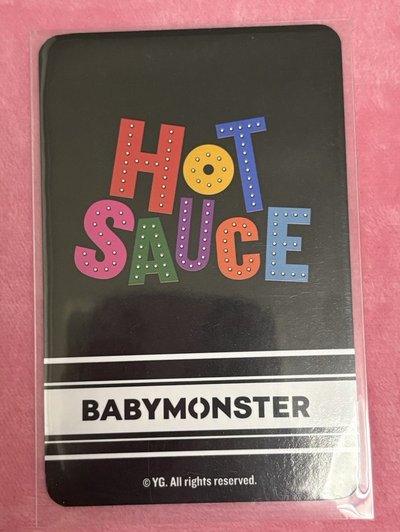 HOT
SAUCE
BABYMONSTER
© YG. All rights reserved.